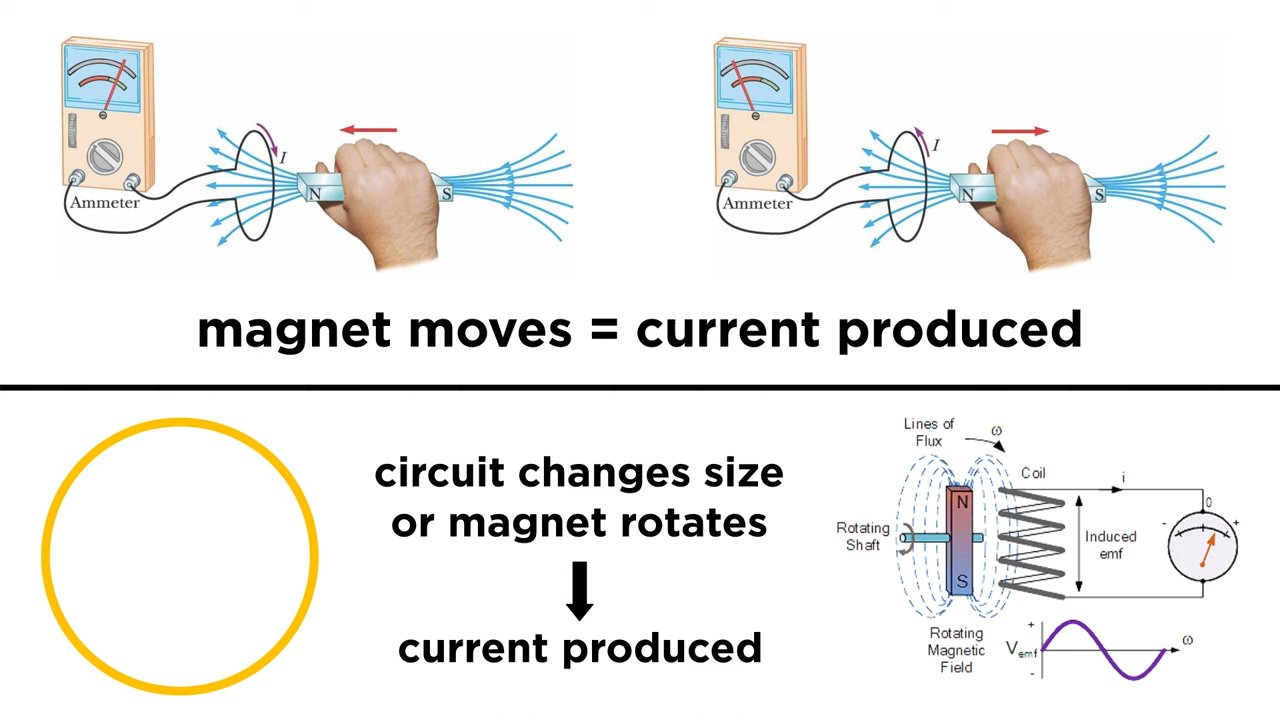 I
N
S
Ammeter
I
N
S
Ammeter
magnet moves = current produced
circuit changes size
or magnet rotates
current produced
Lines of
Flux
ω
Coil
i
0
N
Rotating
Shaft
S
Induced
emf
-
+
Rotating
Magnetic
Field
+
Vemf
-
ω